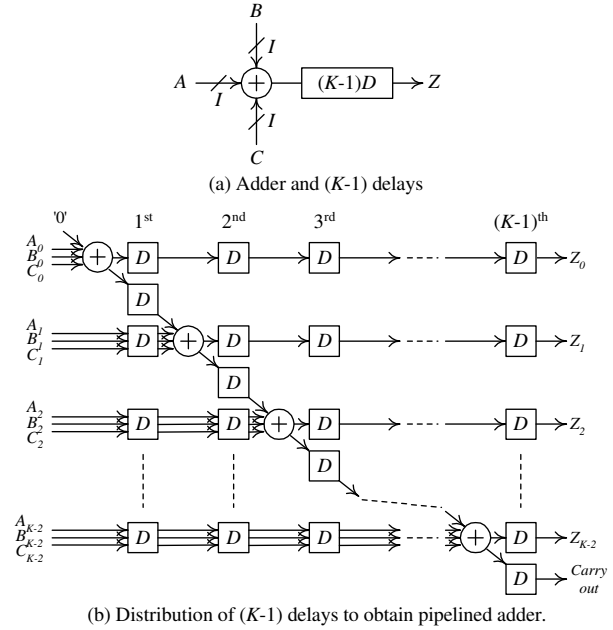 B
I
A I (K-1)D Z
I
C
(a) Adder and (K-1) delays
'0' 1st 2nd 3rd (K-1)th
A0
B0 D D D D Z0
C0
D
A1
B1 D D D D Z1
C1
D
A2
B2 D D D D Z2
C2
D
AK-2
BK-2 D D D D ZK-2
CK-2
D Carry out
(b) Distribution of (K-1) delays to obtain pipelined adder.